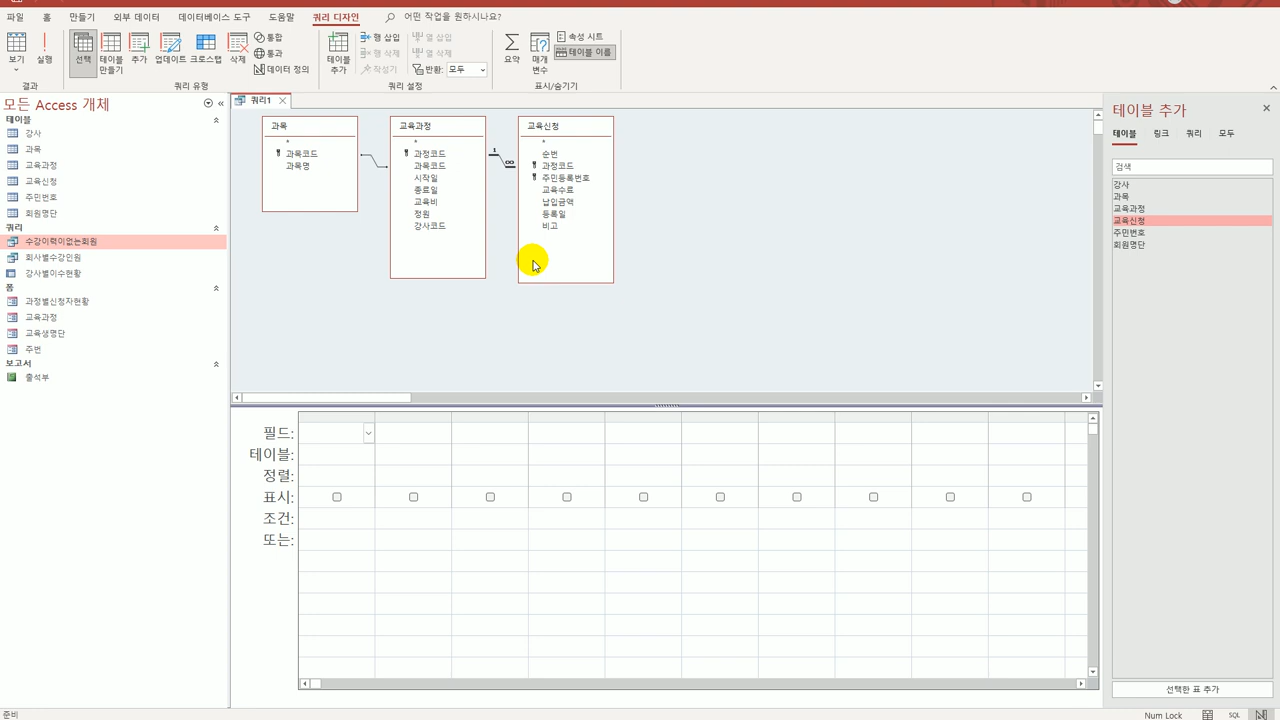 파일 홈 만들기 외부 데이터 데이터베이스 도구 도움말 쿼리 디자인 어떤 작업을 원하시나요?
보기 실행 선택 테이블 만들기 추가 업데이트 크로스탭 삭제 통합 통과 데이터 정의 테이블 추가 행 삽입 행 삭제 작성기 열 삽입 열 삭제 반환: 모두 요약 매개 변수 속성 시트 테이블 이름
결과 쿼리 유형 쿼리 설정 표시/숨기기
모든 Access 개체
테이블
강사
과목
교육과정
교육신청
주민번호
회원명단
쿼리
수강이력이없는회원
회사별수강인원
강사별이수현황
폼
과정별신청자현황
교육과정
교육생명단
주번
보고서
출석부
쿼리1
과목
*
과목코드
과목명
교육과정
*
과정코드
과목코드
시작일
종료일
교육비
정원
강사코드
1
∞
교육신청
*
순번
과정코드
주민등록번호
교육수료
납입금액
등록일
비고
필드:
테이블:
정렬:
표시:
조건:
또는:
테이블 추가
테이블 링크 쿼리 모두
검색
강사
과목
교육과정
교육신청
주민번호
회원명단
선택한 표 추가
준비
Num Lock SQL